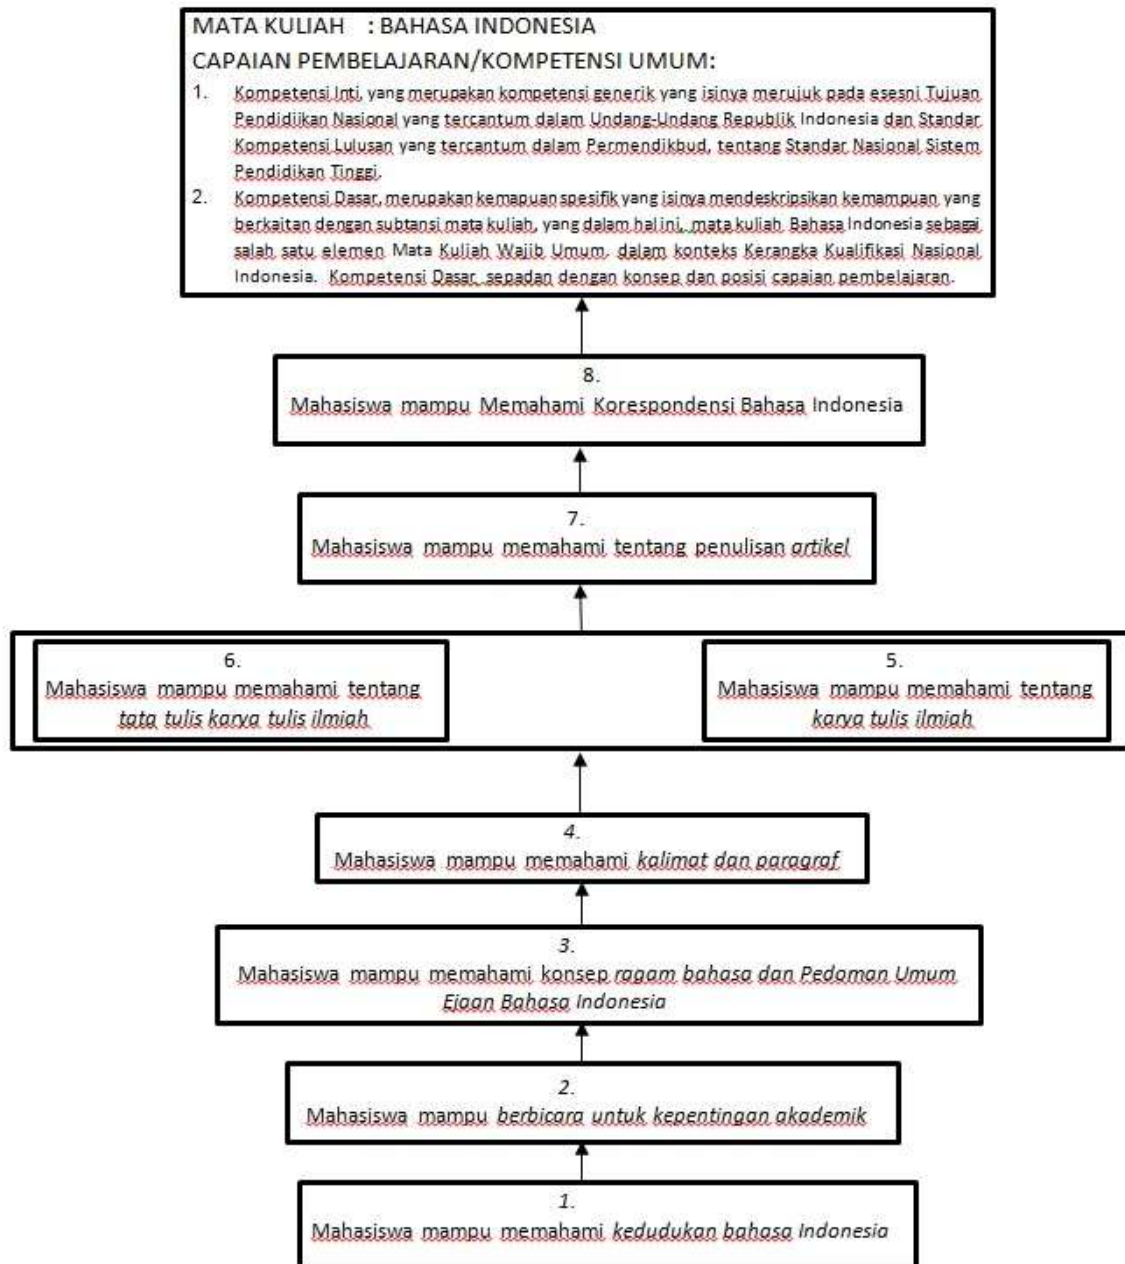 MATA KULIAH : BAHASA INDONESIA
CAPAIAN PEMBELAJARAN/KOMPETENSI UMUM:
1. Kompetensi Inti, yang merupakan kompetensi generik yang isinya merujuk pada esesni Tujuan
Pendidiikan Nasional yang tercantum dalam Undang-Undang Republik Indonesia dan Standar
Kompetensi Lulusan yang tercantum dalam Permendikbud, tentang Standar Nasional Sistem
Pendidikan Tinggi.
2. Kompetensi Dasar, merupakan kemapuan spesifik yang isinya mendeskripsikan kemampuan yang
berkaitan dengan subtansi mata kuliah, yang dalam hal ini, mata kuliah Bahasa Indonesia sebagai
salah satu elemen Mata Kuliah Wajib Umum. dalam konteks Kerangka Kualifikasi Nasional
Indonesia. Kompetensi Dasar sepadan dengan konsep dan posisi capaian pembelajaran.
8.
Mahasiswa mampu Memahami Korespondensi Bahasa Indonesia
7.
Mahasiswa mampu memahami tentang penulisan artikel
6.
Mahasiswa mampu memahami tentang
tata tulis karya tulis ilmiah
5.
Mahasiswa mampu memahami tentang
karya tulis ilmiah
4.
Mahasiswa mampu memahami kalimat dan paragraf
3.
Mahasiswa mampu memahami konsep ragam bahasa dan Pedoman Umum
Ejaan Bahasa Indonesia
2.
Mahasiswa mampu berbicara untuk kepentingan akademik
1.
Mahasiswa mampu memahami kedudukan bahasa Indonesia